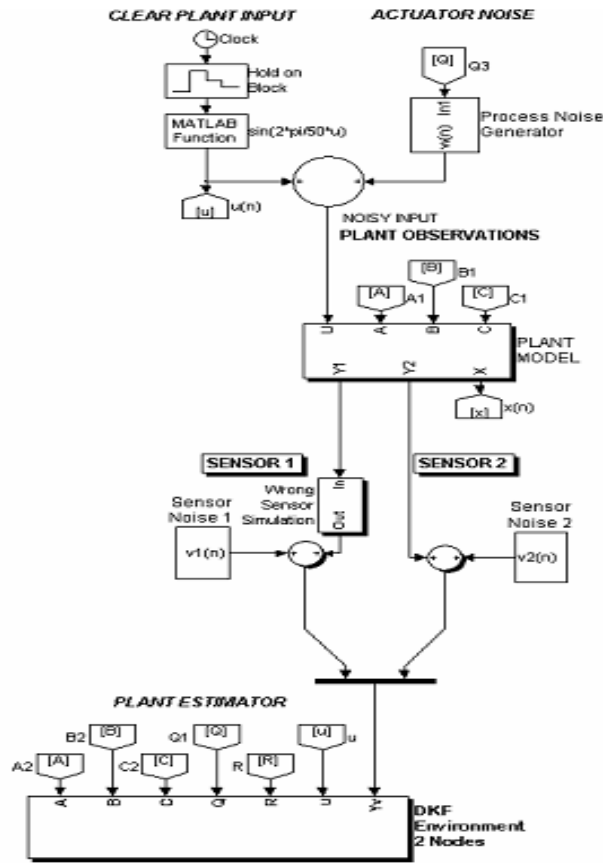 CLEAR PLANT INPUT
ACTUATOR NOISE
Clock
[Q]
Q3
Hold on
Block
MATLAB
Function
sin(2*pi/50*u)
In1
w(n)
Process Noise
Generator
[u]
u(n)
NOISY INPUT
PLANT OBSERVATIONS
[A]
A1
[B]
B1
[C]
C1
U
A
B
C
Y1
Y2
X
PLANT
MODEL
[x]
x(n)
SENSOR 1
SENSOR 2
Wrong
Sensor
Simulation
In
Out
Sensor
Noise 1
v1(n)
Sensor
Noise 2
v2(n)
PLANT ESTIMATOR
A2
[A]
B2
[B]
C2
[C]
Q1
[Q]
R
[R]
[u]
u
A
B
C
Q
R
U
Yv
DKF
Environment
2 Nodes